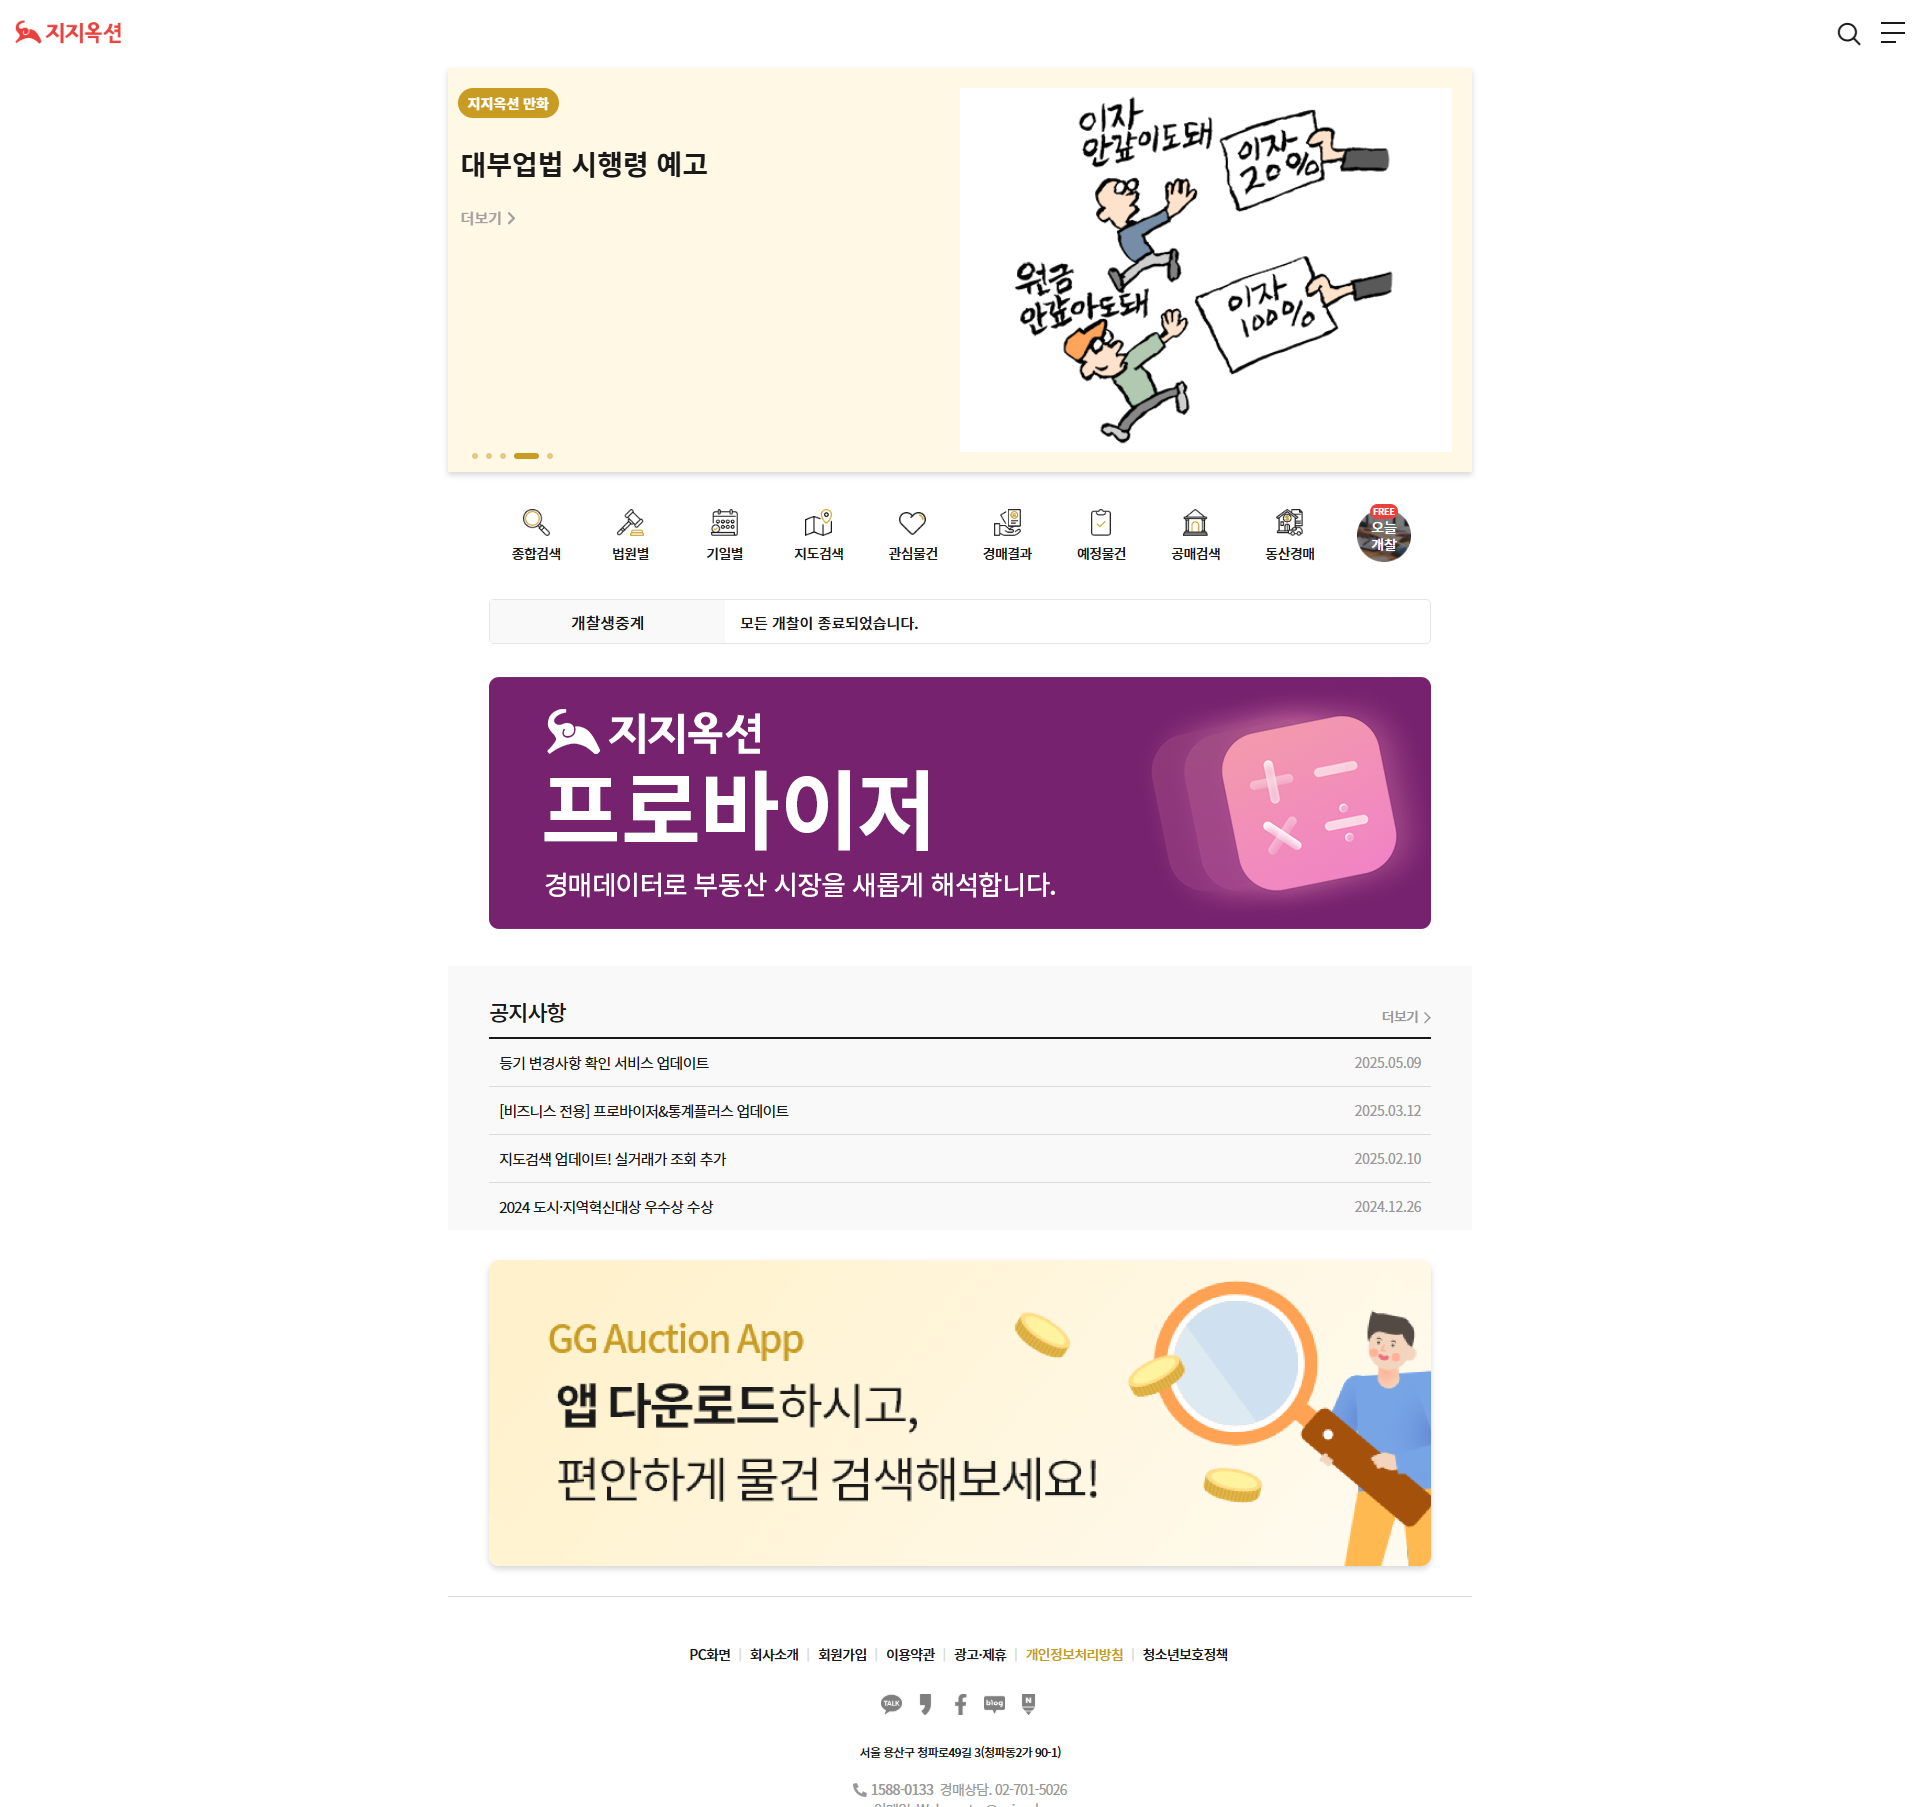 지지옥션
지지옥션 만화
대부업법 시행령 예고
더보기
이자
안갚이도돼
이자
20%
원금
안갚아도돼
이자
100%
종합검색
법원별
기일별
지도검색
관심물건
경매결과
예정물건
공매검색
동산경매
FREE
오늘
개찰
개찰생중계
모든 개찰이 종료되었습니다.
지지옥션
프로바이저
경매데이터로 부동산 시장을 새롭게 해석합니다.
공지사항
더보기
등기 변경사항 확인 서비스 업데이트 2025.05.09
[비즈니스 전용] 프로바이저&통계플러스 업데이트 2025.03.12
지도검색 업데이트! 실거래가 조회 추가 2025.02.10
2024 도시·지역혁신대상 우수상 수상 2024.12.26
GG Auction App
앱 다운로드하시고,
편안하게 물건 검색해보세요!
PC화면 | 회사소개 | 회원가입 | 이용약관 | 광고·제휴 | 개인정보처리방침 | 청소년보호정책
TALK
blog
N
서울 용산구 청파로49길 3(청파동2가 90-1)
1588-0133 경매상담. 02-701-5026